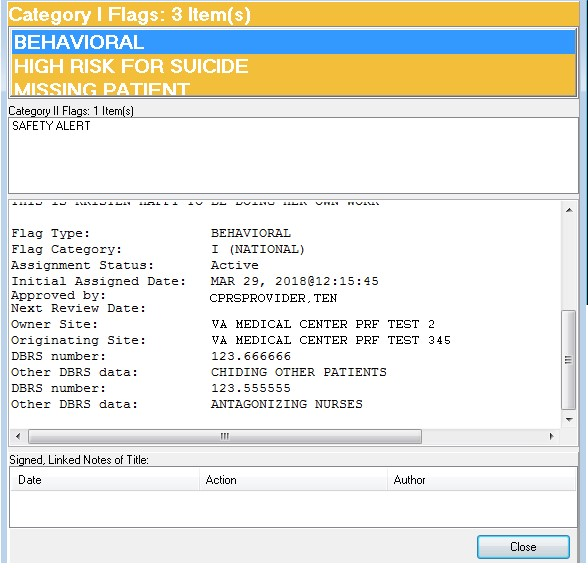 Category I Flags: 3 Item(s)
BEHAVIORAL
HIGH RISK FOR SUICIDE
MISSING PATIENT
Category II Flags: 1 Item(s)
SAFETY ALERT
THIS IS KRISTEN HAPPY TO BE DOING HER OWN WORK
Flag Type: BEHAVIORAL
Flag Category: I (NATIONAL)
Assignment Status: Active
Initial Assigned Date: MAR 29, 2018@12:15:45
Approved by: CPRSPROVIDER,TEN
Next Review Date:
Owner Site: VA MEDICAL CENTER PRF TEST 2
Originating Site: VA MEDICAL CENTER PRF TEST 345
DBRS number: 123.666666
Other DBRS data: CHIDING OTHER PATIENTS
DBRS number: 123.555555
Other DBRS data: ANTAGONIZING NURSES
Signed, Linked Notes of Title:
Date Action Author
Close